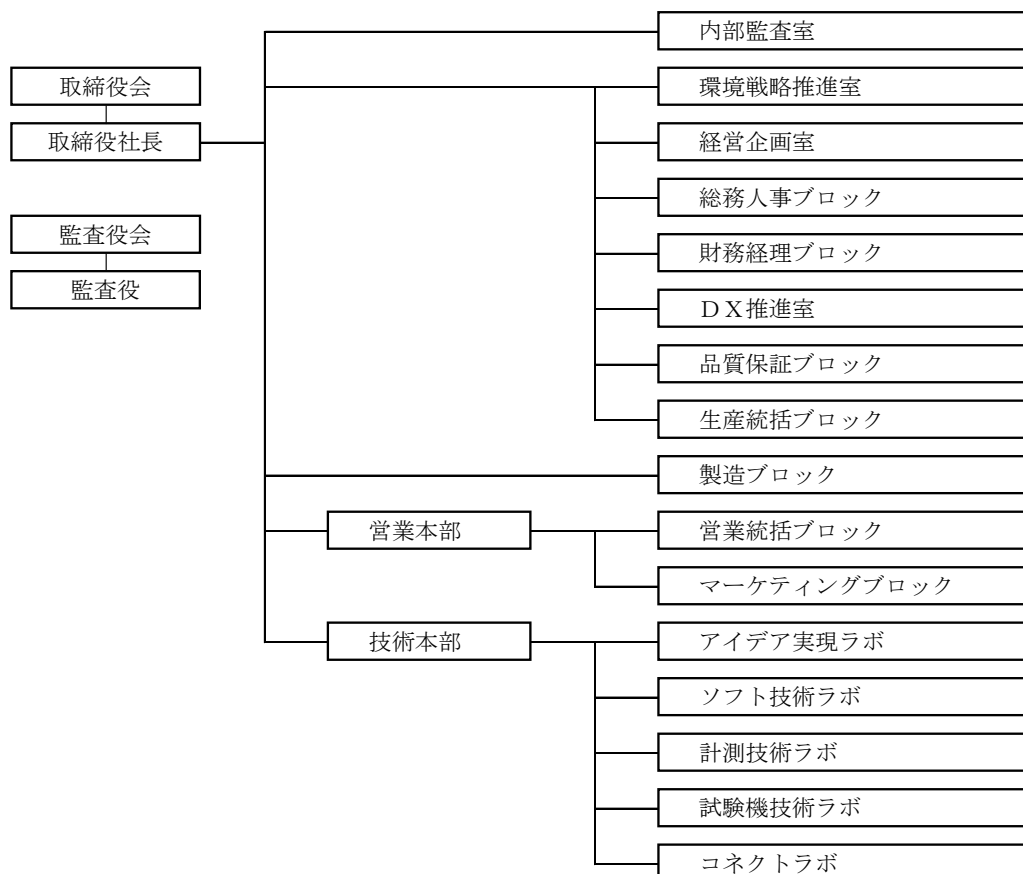 内部監査室
取締役会
環境戦略推進室
取締役社長
経営企画室
総務人事ブロック
監査役会
財務経理ブロック
監査役
ＤＸ推進室
品質保証ブロック
生産統括ブロック
製造ブロック
営業本部
営業統括ブロック
マーケティングブロック
技術本部
アイデア実現ラボ
ソフト技術ラボ
計測技術ラボ
試験機技術ラボ
コネクトラボ